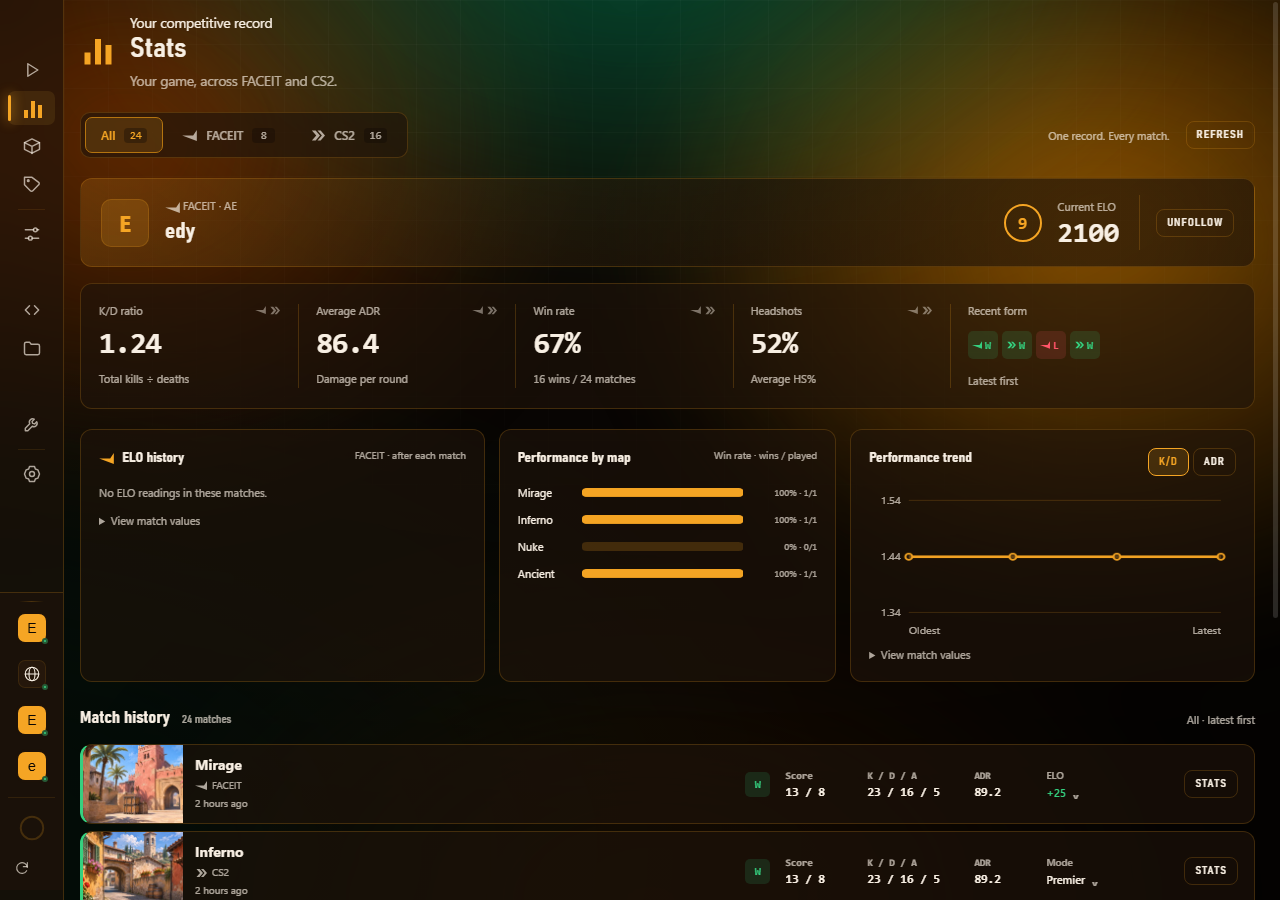 Your competitive record
Stats
Your game, across FACEIT and CS2.
All 24 FACEIT 8 CS2 16
One record. Every match. REFRESH
E
FACEIT · AE
edy
9
Current ELO
2100
UNFOLLOW
K/D ratio
1.24
Total kills ÷ deaths
Average ADR
86.4
Damage per round
Win rate
67%
16 wins / 24 matches
Headshots
52%
Average HS%
Recent form
W W L W
Latest first
ELO history FACEIT · after each match
No ELO readings in these matches.
View match values
Performance by map Win rate · wins / played
Mirage 100% · 1/1
Inferno 100% · 1/1
Nuke 0% · 0/1
Ancient 100% · 1/1
Performance trend K/D ADR
1.54
1.44
1.34
Oldest Latest
View match values
E
E
e
Match history 24 matches All · latest first
Mirage
FACEIT
2 hours ago
W
Score
13 / 8
K / D / A
23 / 16 / 5
ADR
89.2
ELO
+25
STATS
Inferno
CS2
2 hours ago
W
Score
13 / 8
K / D / A
23 / 16 / 5
ADR
89.2
Mode
Premier
STATS